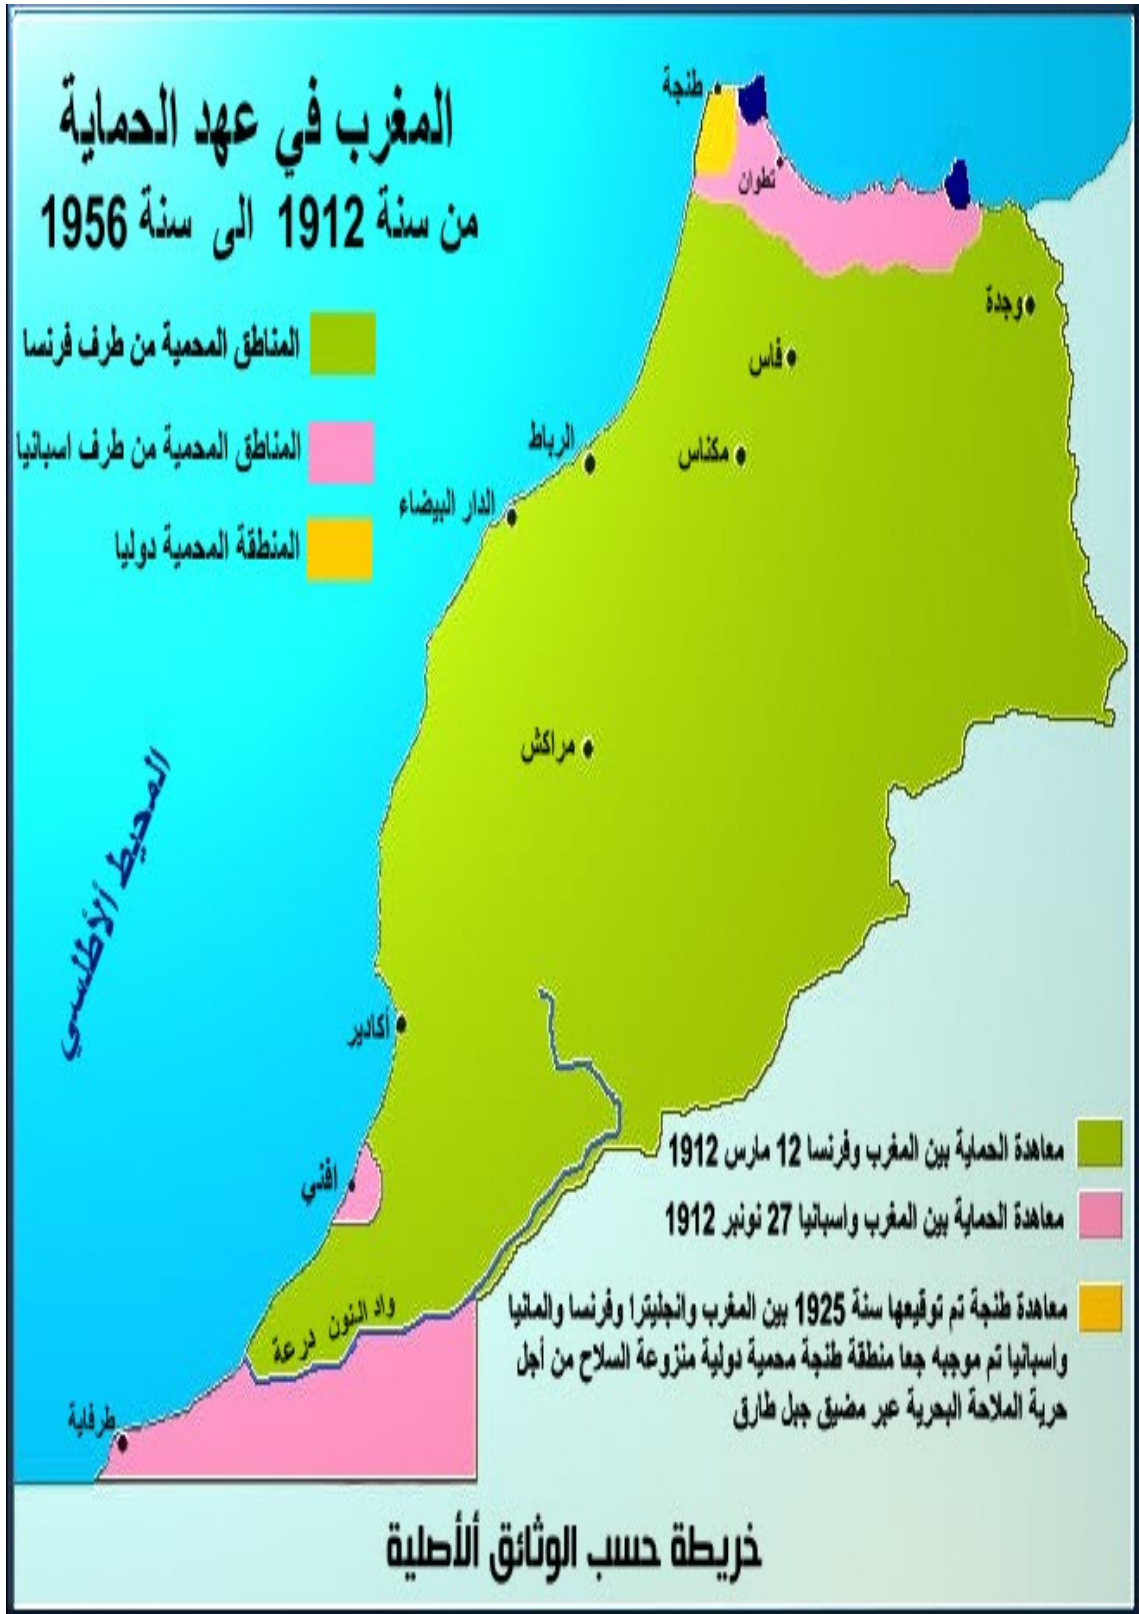 المغرب في عهد الحماية
من سنة 1912 الى سنة 1956
المناطق المحمية من طرف فرنسا
المناطق المحمية من طرف اسبانيا
المنطقة المحمية دوليا
طنجة
تطوان
وجدة
فاس
مكناس
الرباط
الدار البيضاء
مراكش
المحيط ألأطلسي
أكادير
افني
واد النون درعة
طرفاية
معاهدة الحماية بين المغرب وفرنسا 12 مارس 1912
معاهدة الحماية بين المغرب واسبانيا 27 نونبر 1912
معاهدة طنجة تم توقيعها سنة 1925 بين المغرب وانجليترا وفرنسا والمانيا
واسبانيا تم موجبه جعا منطقة طنجة محمية دولية منزوعة السلاح من أجل
حرية الملاحة البحرية عبر مضيق جبل طارق
خريطة حسب الوثائق ألأصلية